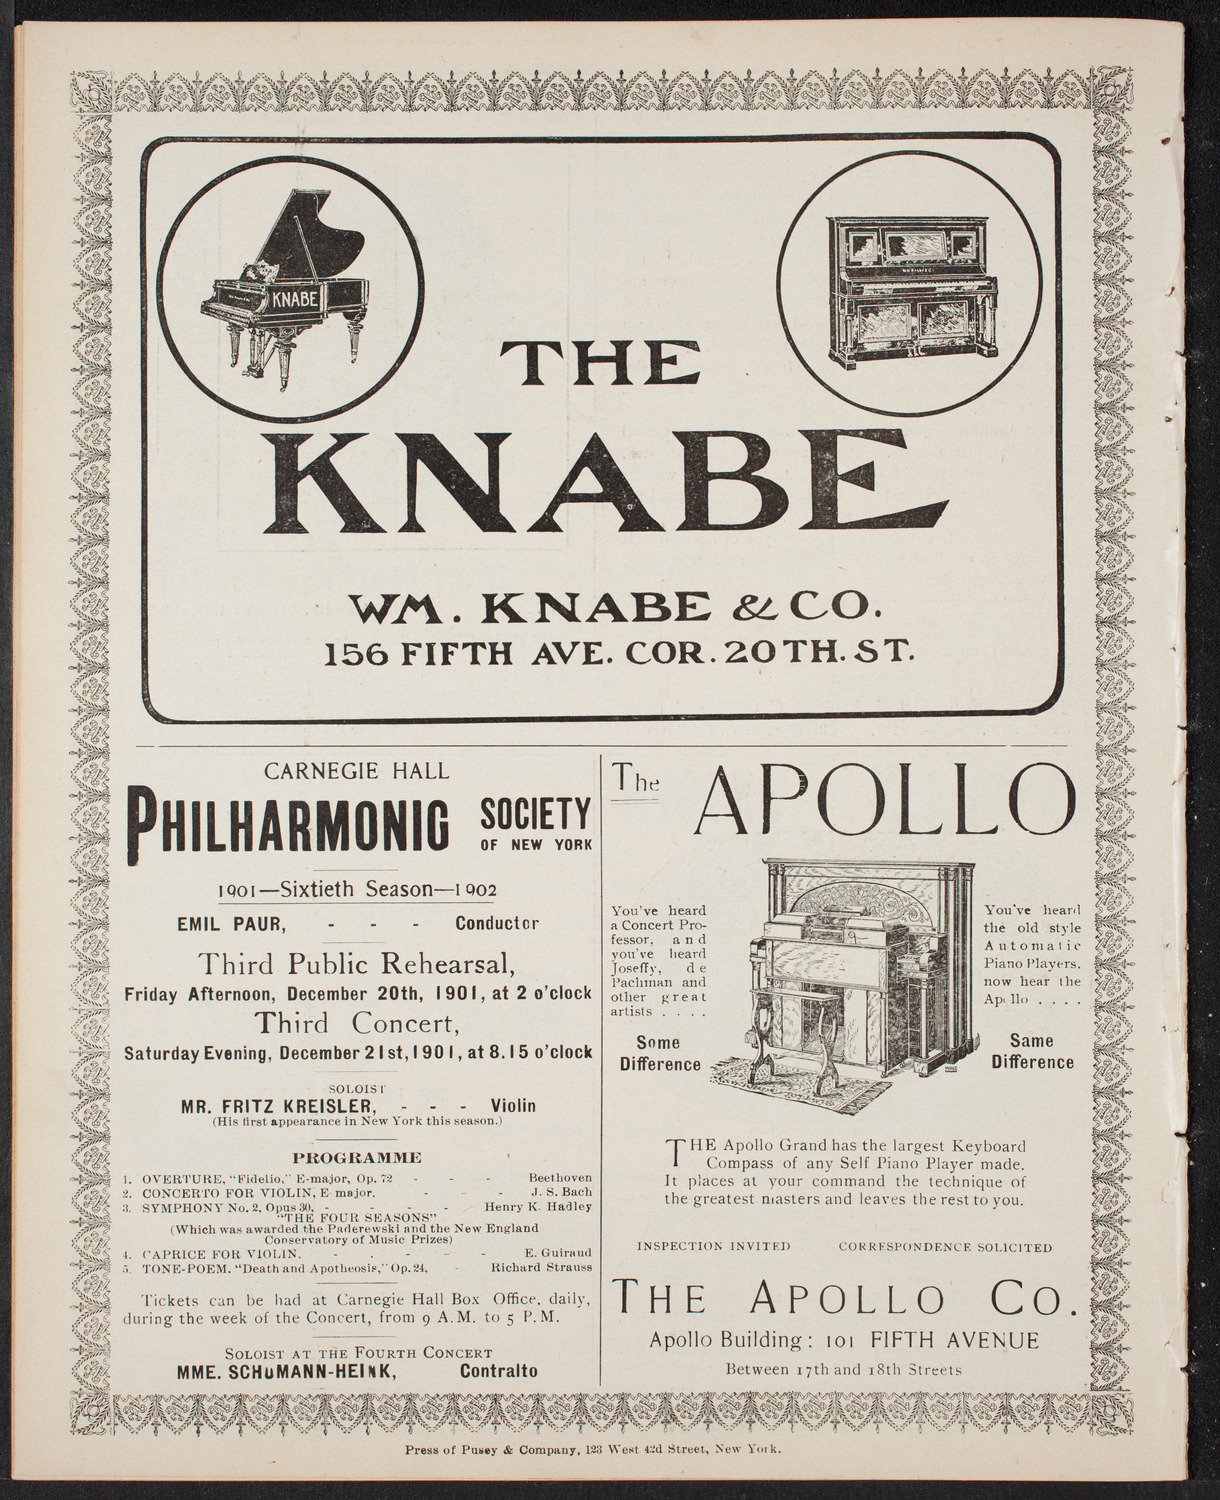 KNABE
THE
KNABE
WM. KNABE & CO.
156 FIFTH AVE. COR. 20TH. ST.
CARNEGIE HALL
PHILHARMONIC SOCIETY
OF NEW YORK
1901—Sixtieth Season—1902
EMIL PAUR, - - - Conductor
Third Public Rehearsal,
Friday Afternoon, December 20th, 1901, at 2 o'clock
Third Concert,
Saturday Evening, December 21st, 1901, at 8.15 o'clock
SOLOIST
MR. FRITZ KREISLER, - - - Violin
(His first appearance in New York this season.)
PROGRAMME
1. OVERTURE, "Fidelio," E-major, Op. 72 - - - Beethoven
2. CONCERTO FOR VIOLIN, E major. - - - J. S. Bach
3. SYMPHONY No. 2, Opus 30, - - - - Henry K. Hadley
"THE FOUR SEASONS"
(Which was awarded the Paderewski and the New England
Conservatory of Music Prizes)
4. CAPRICE FOR VIOLIN. - - - - - E. Guiraud
5. TONE-POEM. "Death and Apotheosis," Op. 24, - Richard Strauss
Tickets can be had at Carnegie Hall Box Office, daily,
during the week of the Concert, from 9 A.M. to 5 P.M.
SOLOIST AT THE FOURTH CONCERT
MME. SCHUMANN-HEINK, Contralto
The APOLLO
You've heard
a Concert Pro-
fessor, and
you've heard
Joseffy, de
Pachman and
other great
artists . . . .
Some
Difference
You've heard
the old style
Automatic
Piano Players.
now hear the
Apollo . . . .
Same
Difference
THE Apollo Grand has the largest Keyboard
Compass of any Self Piano Player made.
It places at your command the technique of
the greatest masters and leaves the rest to you.
INSPECTION INVITED CORRESPONDENCE SOLICITED
THE APOLLO CO.
Apollo Building: 101 FIFTH AVENUE
Between 17th and 18th Streets
Press of Pusey & Company, 123 West 42d Street, New York.